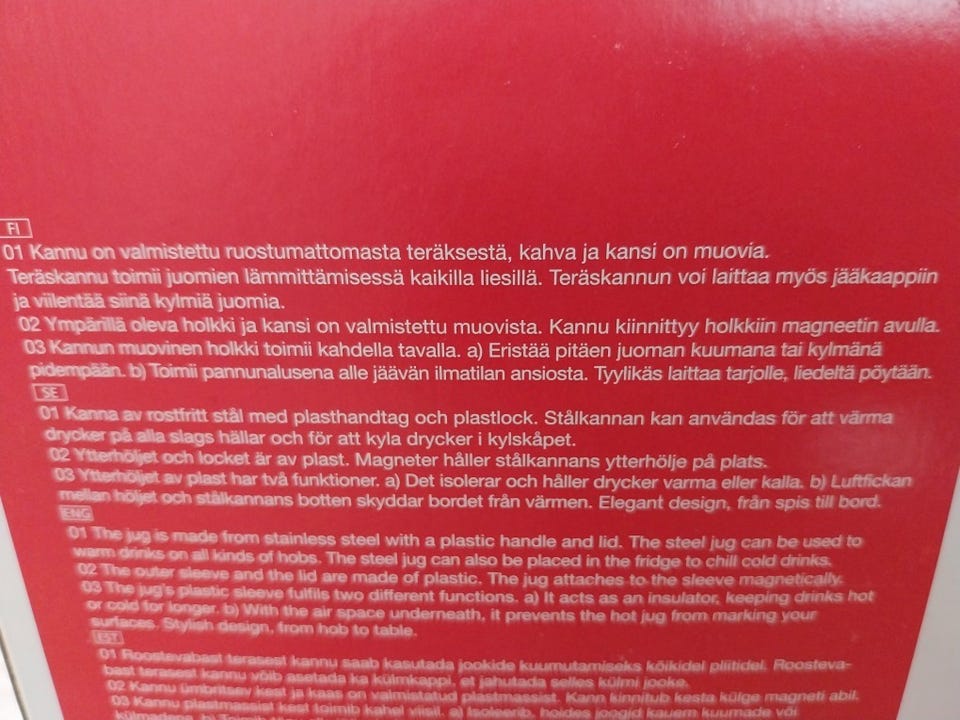 FI
01 Kannu on valmistettu ruostumattomasta teräksestä, kahva ja kansi on muovia.
Teräskannu toimii juomien lämmittämisessä kaikilla liesillä. Teräskannun voi laittaa myös jääkaappiin
ja viilentää siinä kylmiä juomia.
02 Ympärillä oleva holkki ja kansi on valmistettu muovista. Kannu kiinnittyy holkkiin magneetin avulla.
03 Kannun muovinen holkki toimii kahdella tavalla. a) Eristää pitäen juoman kuumana tai kylmänä
pidempään. b) Toimii pannunalusena alle jäävän ilmatilan ansiosta. Tyylikäs laittaa tarjolle, liedeltä pöytään.
SE
01 Kanna av rostfritt stål med plasthandtag och plastlock. Stålkannan kan användas för att värma
drycker på alla slags hällar och för att kyla drycker i kylskåpet.
02 Ytterhöljet och locket är av plast. Magneter håller stålkannans ytterhölje på plats.
03 Ytterhöljet av plast har två funktioner. a) Det isolerar och håller drycker varma eller kalla. b) Luftfickan
mellan höljet och stålkannans botten skyddar bordet från värmen. Elegant design, från spis till bord.
ENG
01 The jug is made from stainless steel with a plastic handle and lid. The steel jug can be used to
warm drinks on all kinds of hobs. The steel jug can also be placed in the fridge to chill cold drinks.
02 The outer sleeve and the lid are made of plastic. The jug attaches to the sleeve magnetically.
03 The jug's plastic sleeve fulfils two different functions. a) It acts as an insulator, keeping drinks hot
or cold for longer. b) With the air space underneath, it prevents the hot jug from marking your
surfaces. Stylish design, from hob to table.
EST
01 Roostevabast terasest kannu saab kasutada jookide kuumutamiseks kõikidel pliitidel. Rooste-
bast terasest kannu võib asetada ka külmkappi, et jahutada selles külmi jooke.
02 Kannu ümbritsev kest ja kaas on valmistatud plastmassist. Kann kinnitub kesta külge magneti abil.
03 Kannu plastmassist kest toimib kahel viisil. a) Isoleerib, hoides joogid kauem kuumade või
külmadena. b) Toimib